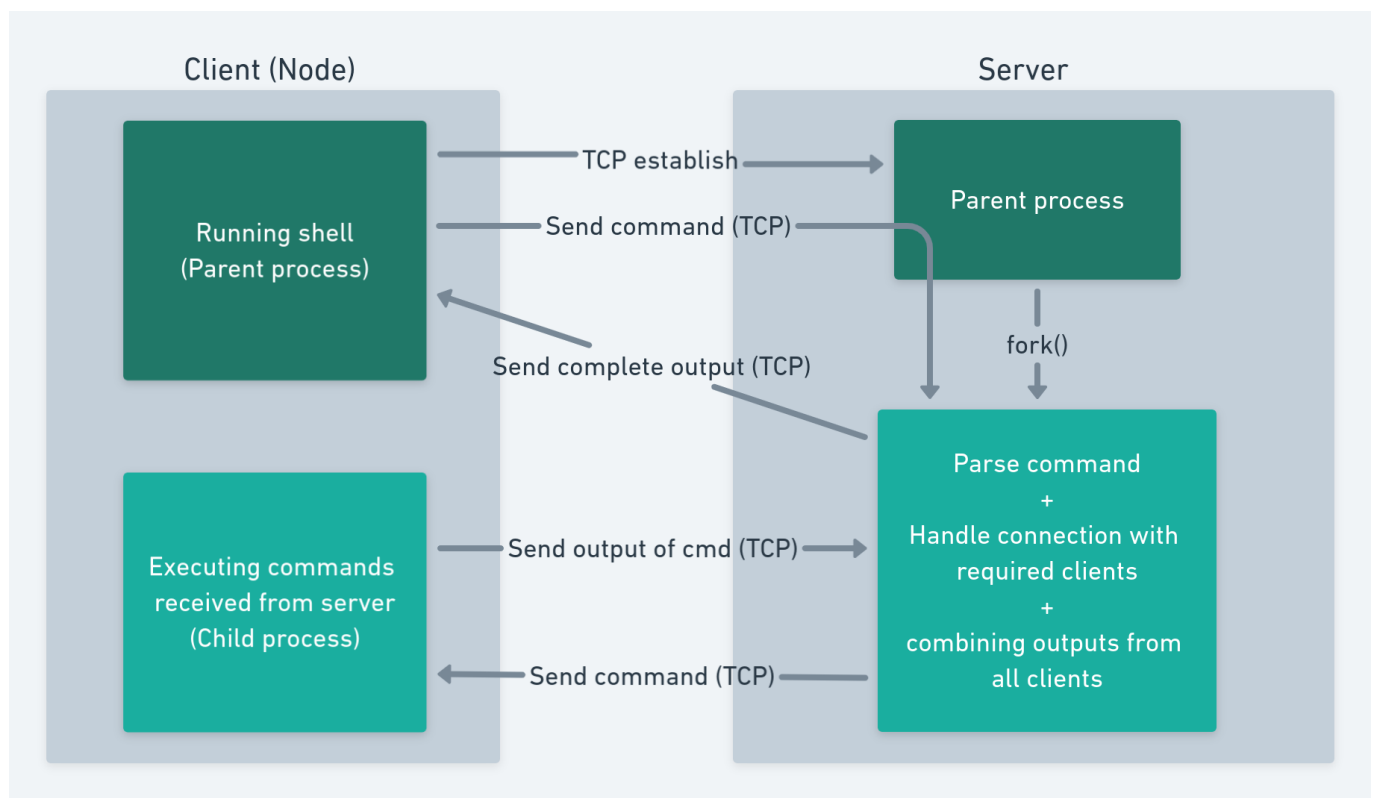 Client (Node)
Server
Running shell
(Parent process)
TCP establish
Parent process
Send command (TCP)
fork()
Send complete output (TCP)
Executing commands
received from server
(Child process)
Send output of cmd (TCP)
Send command (TCP)
Parse command
+
Handle connection with
required clients
+
combining outputs from
all clients